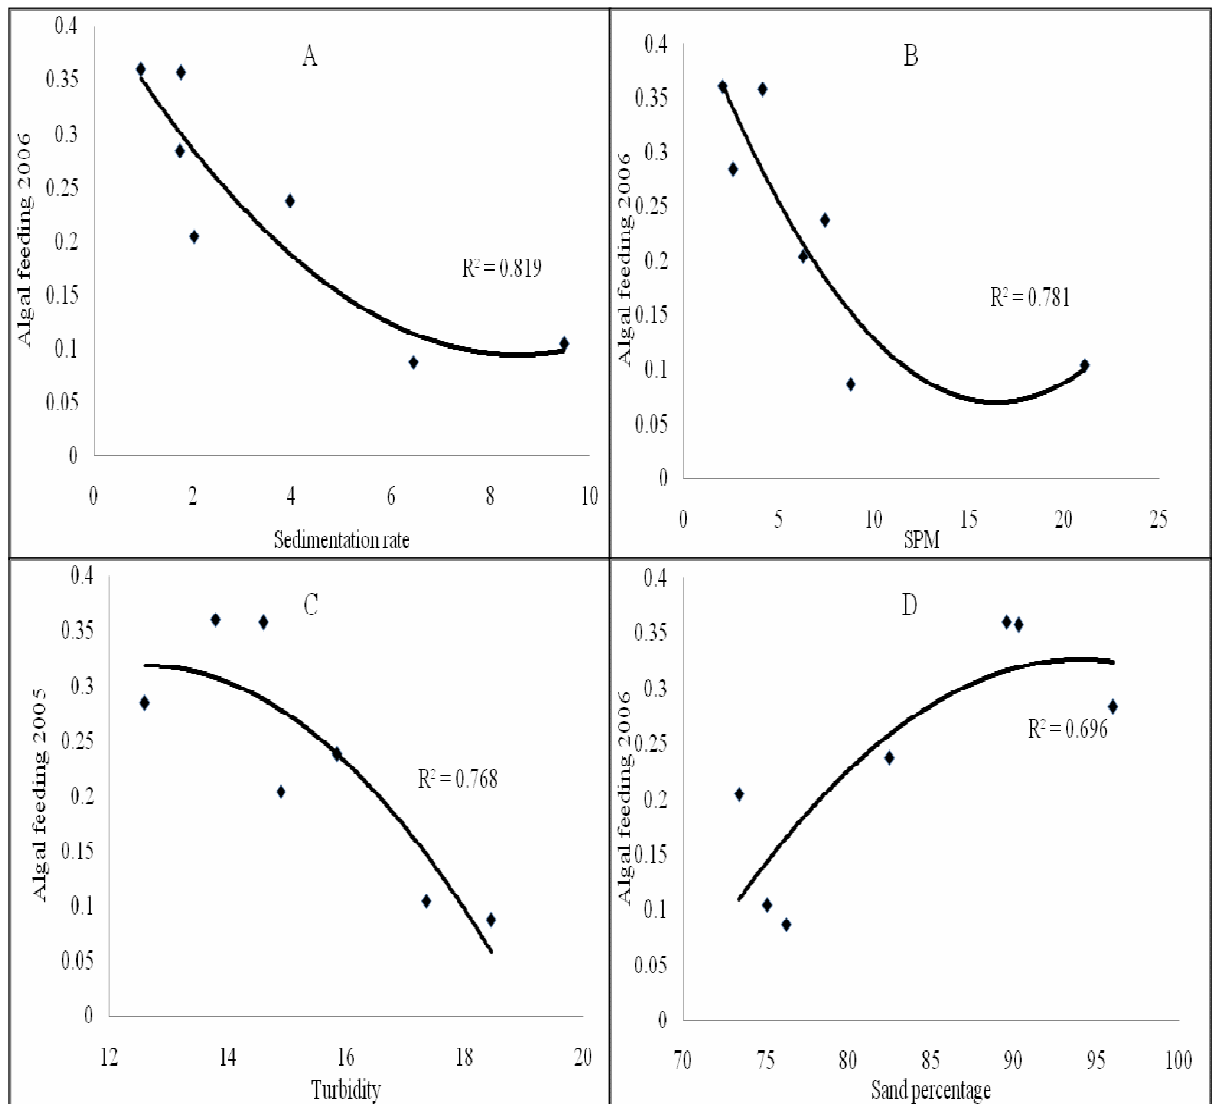 A
0.4
0.35
0.3
0.25
0.2
0.15
0.1
0.05
0
Algal feeding 2006
R² = 0.819
0 2 4 6 8 10
Sedimentation rate
B
0.4
0.35
0.3
0.25
0.2
0.15
0.1
0.05
0
Algal feeding 2006
R² = 0.781
0 5 10 15 20 25
SPM
C
0.4
0.35
0.3
0.25
0.2
0.15
0.1
0.05
0
Algal feeding 2005
R² = 0.768
12 14 16 18 20
Turbidity
D
0.4
0.35
0.3
0.25
0.2
0.15
0.1
0.05
0
Algal feeding 2006
R² = 0.696
70 75 80 85 90 95 100
Sand percentage